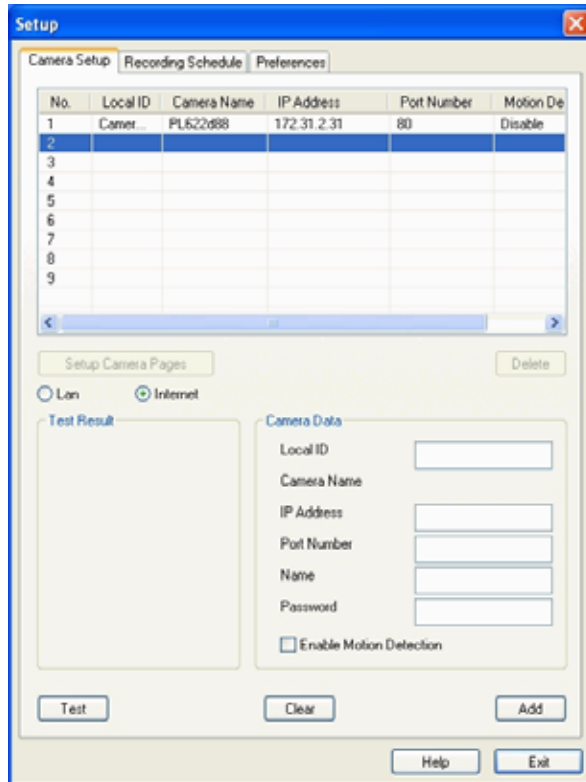 Setup
Camera Setup Recording Schedule Preferences
No. Local ID Camera Name IP Address Port Number Motion De
1 Camer... PL622d88 172.31.2.31 80 Disable
2
3
4
5
6
7
8
9
Setup Camera Pages Delete
Lan Internet
Test Result Camera Data
Local ID
Camera Name
IP Address
Port Number
Name
Password
Enable Motion Detection
Test Clear Add
Help Exit